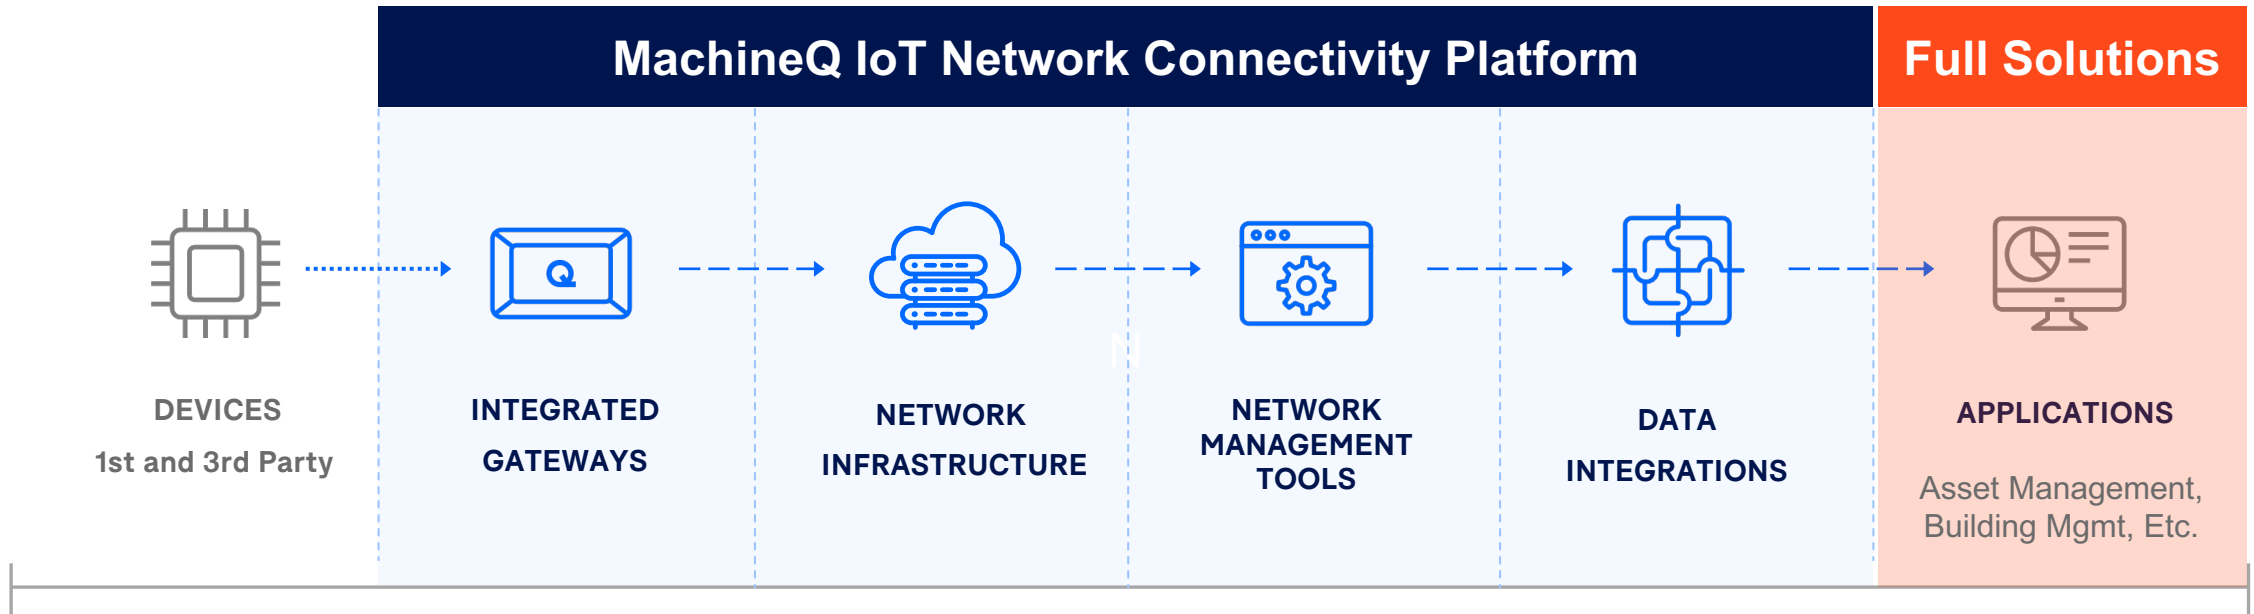 MachineQ IoT Network Connectivity Platform
Full Solutions
Q
N
DEVICES
1st and 3rd Party
INTEGRATED
GATEWAYS
NETWORK
INFRASTRUCTURE
NETWORK
MANAGEMENT
TOOLS
DATA
INTEGRATIONS
APPLICATIONS
Asset Management,
Building Mgmt, Etc.